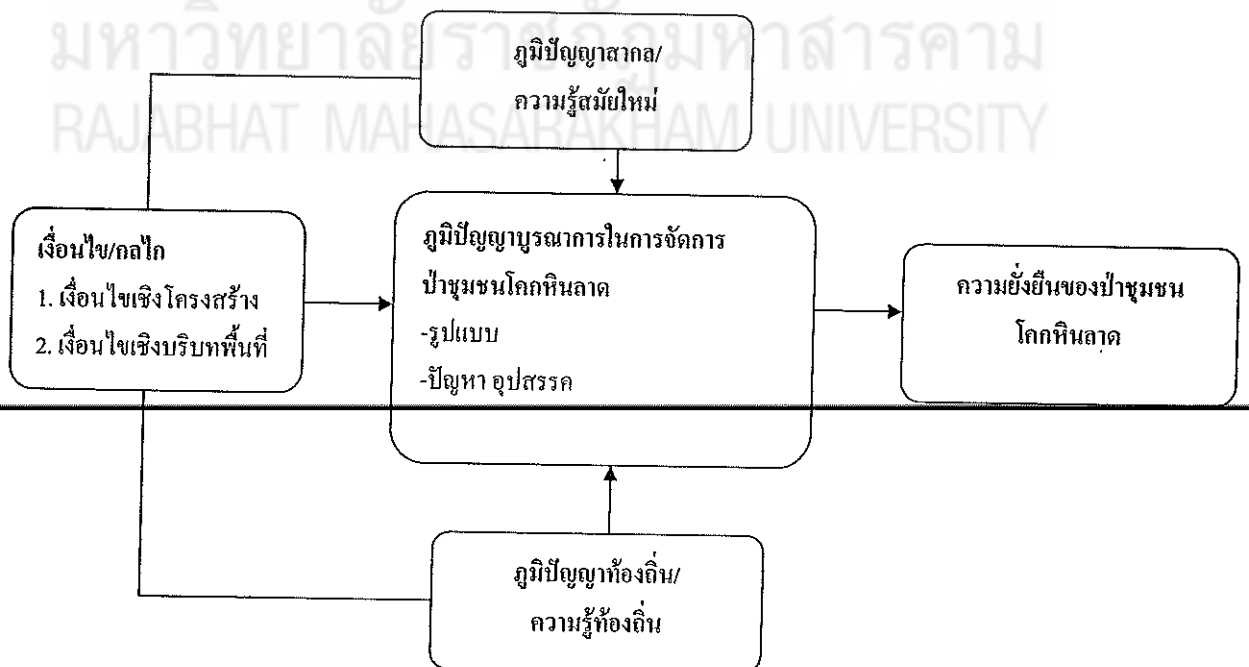 มหาวิทยาลัยราชภัฏมหาสารคาม
RAJABHAT MAHASARAKHAM UNIVERSITY
ภูมิปัญญาสากล/
ความรู้สมัยใหม่
เงื่อนไข/กลไก
1. เงื่อนไขเชิงโครงสร้าง
2. เงื่อนไขเชิงบริบทพื้นที่
ภูมิปัญญาบูรณาการในการจัดการ
ป่าชุมชนโคกหินลาด
-รูปแบบ
-ปัญหา อุปสรรค
ความยั่งยืนของป่าชุมชน
โคกหินลาด
ภูมิปัญญาท้องถิ่น/
ความรู้ท้องถิ่น